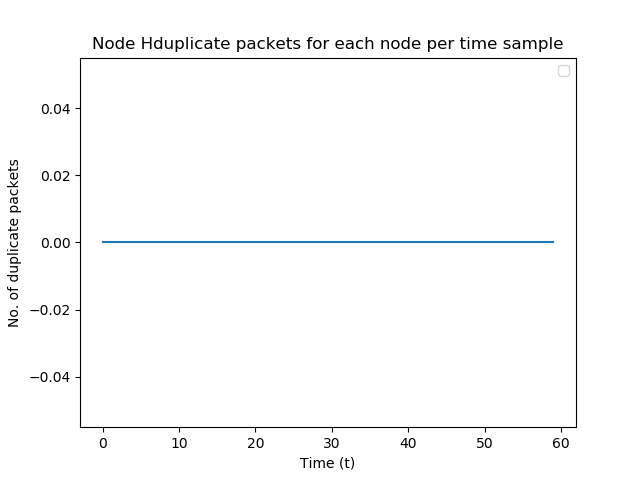 Node Hduplicate packets for each node per time sample
No. of duplicate packets
0.04
0.02
0.00
−0.02
−0.04
0 10 20 30 40 50 60
Time (t)